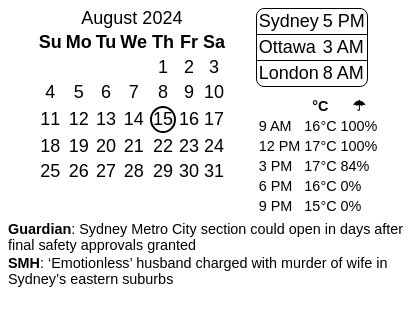 August 2024
Su Mo Tu We Th Fr Sa
1 2 3
4 5 6 7 8 9 10
11 12 13 14 15 16 17
18 19 20 21 22 23 24
25 26 27 28 29 30 31
Sydney 5 PM
Ottawa 3 AM
London 8 AM
°C ☂
9 AM 16°C 100%
12 PM 17°C 100%
3 PM 17°C 84%
6 PM 16°C 0%
9 PM 15°C 0%
Guardian: Sydney Metro City section could open in days after
final safety approvals granted
SMH: ‘Emotionless’ husband charged with murder of wife in
Sydney’s eastern suburbs